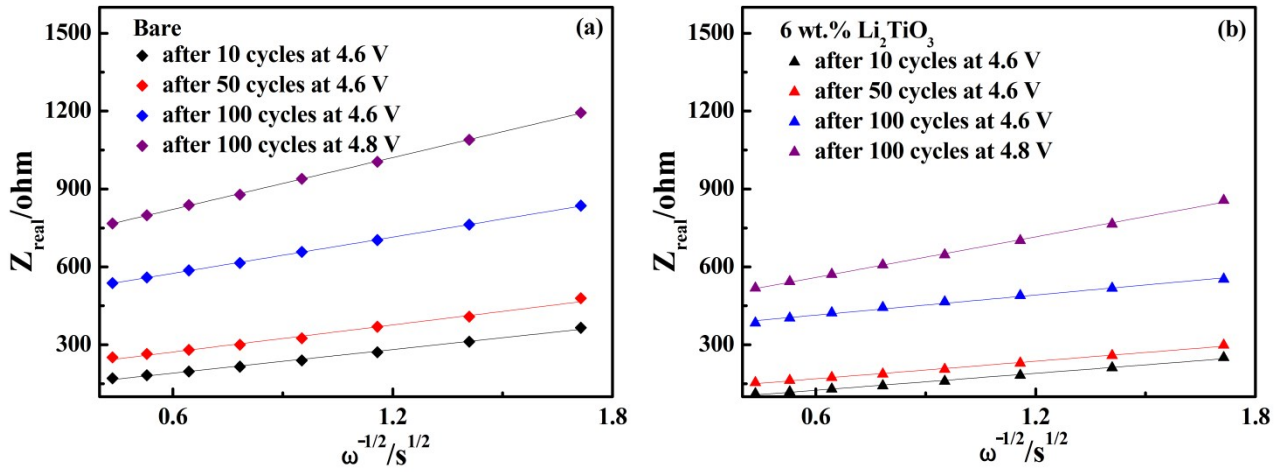 1500
1200
900
600
300
0.6
1.2
1.8
Z_real/ohm
ω^-1/2/s^1/2
Bare
(a)
after 10 cycles at 4.6 V
after 50 cycles at 4.6 V
after 100 cycles at 4.6 V
after 100 cycles at 4.8 V
1500
1200
900
600
300
0.6
1.2
1.8
Z_real/ohm
ω^-1/2/s^1/2
6 wt.% Li₂TiO₃
(b)
after 10 cycles at 4.6 V
after 50 cycles at 4.6 V
after 100 cycles at 4.6 V
after 100 cycles at 4.8 V